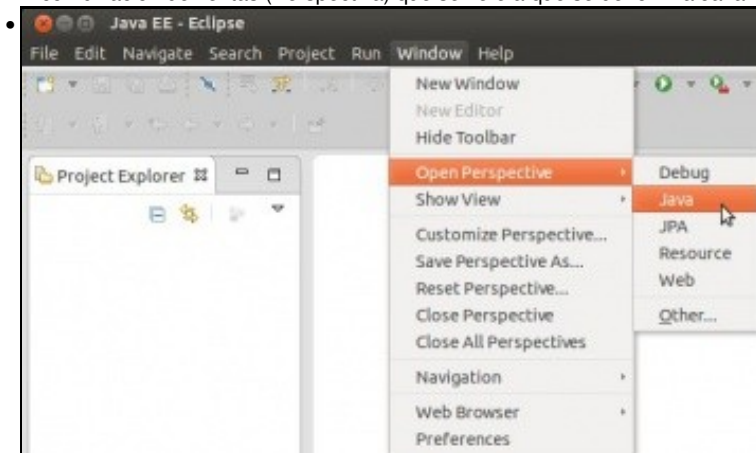 Java EE - Eclipse
File Edit Navigate Search Project Run Window Help
New Window
New Editor
Hide Toolbar
Project Explorer
Open Perspective
Show View
Customize Perspective...
Save Perspective As...
Reset Perspective...
Close Perspective
Close All Perspectives
Navigation
Web Browser
Preferences
Debug
Java
JPA
Resource
Web
Other...